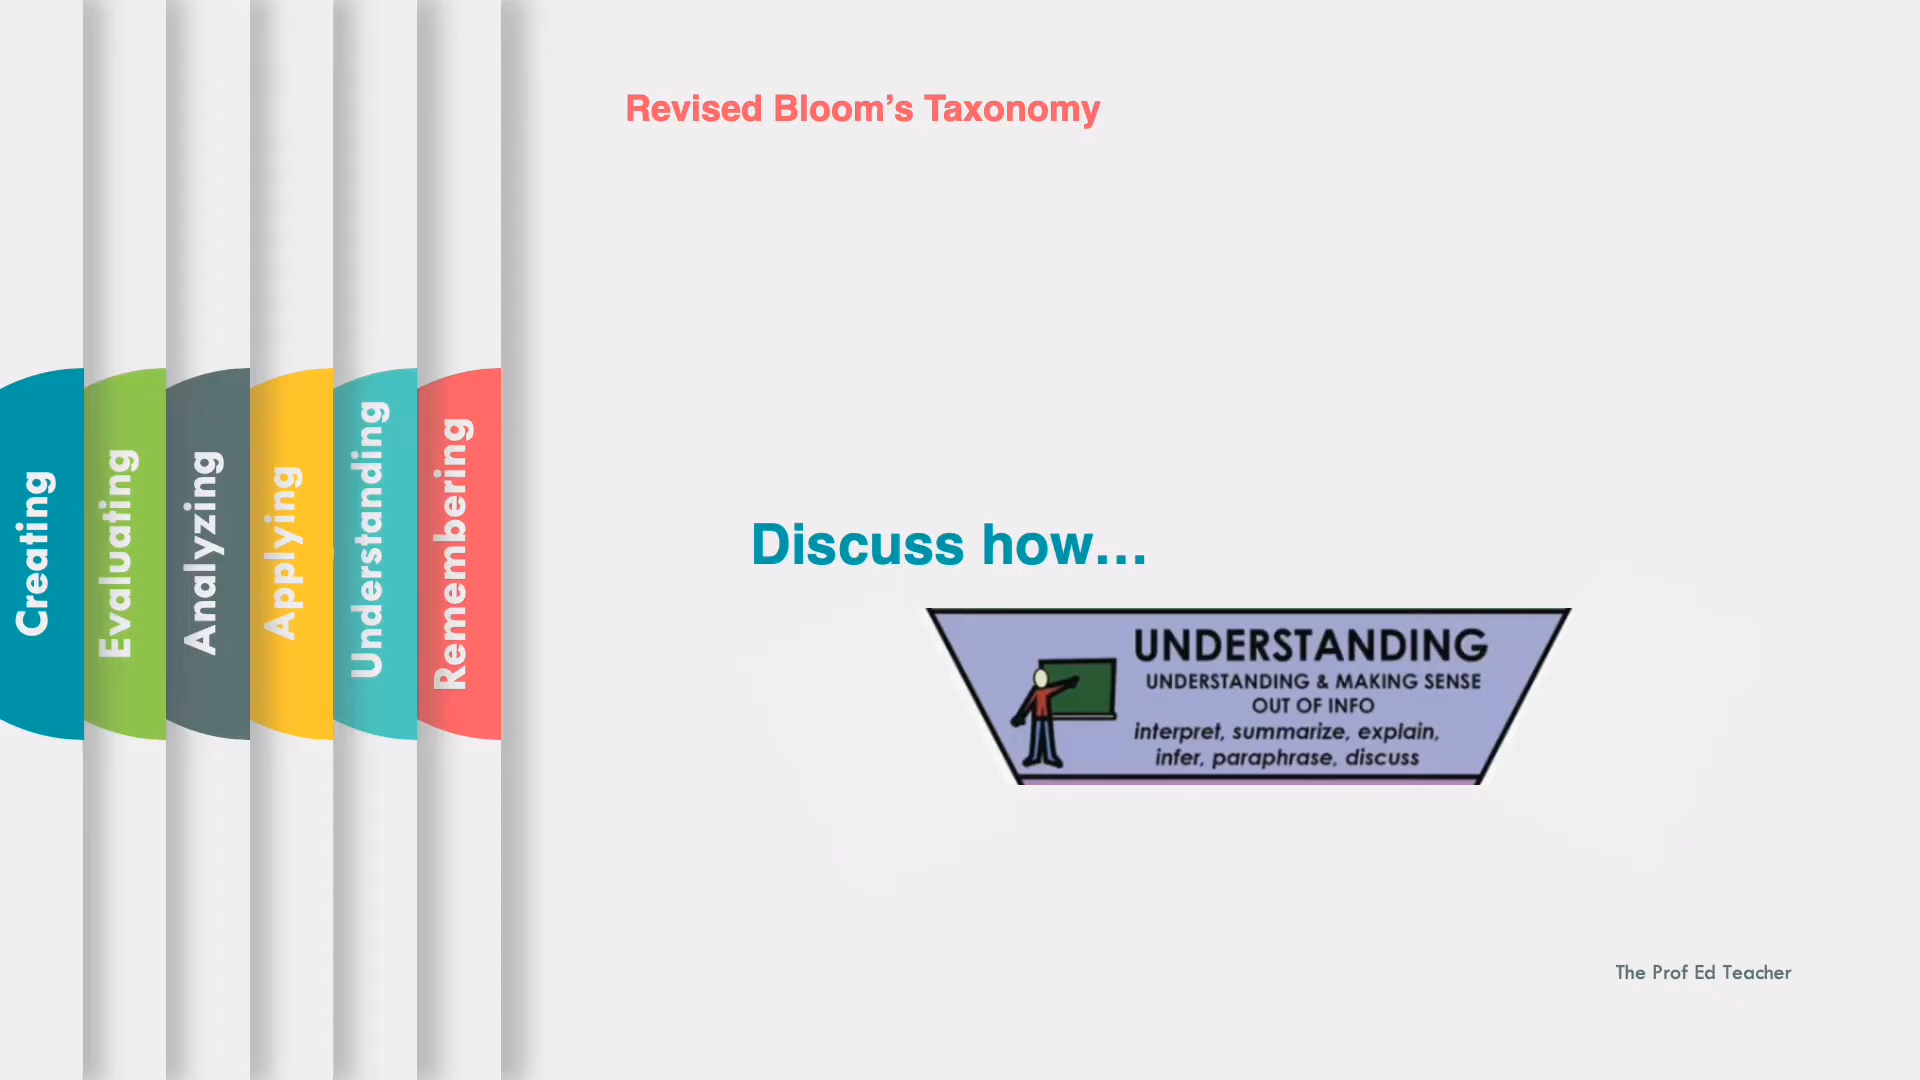 Revised Bloom’s Taxonomy
Creating
Evaluating
Analyzing
Applying
Understanding
Remembering
Discuss how...
UNDERSTANDING
UNDERSTANDING & MAKING SENSE
OUT OF INFO
interpret, summarize, explain,
infer, paraphrase, discuss
The Prof Ed Teacher